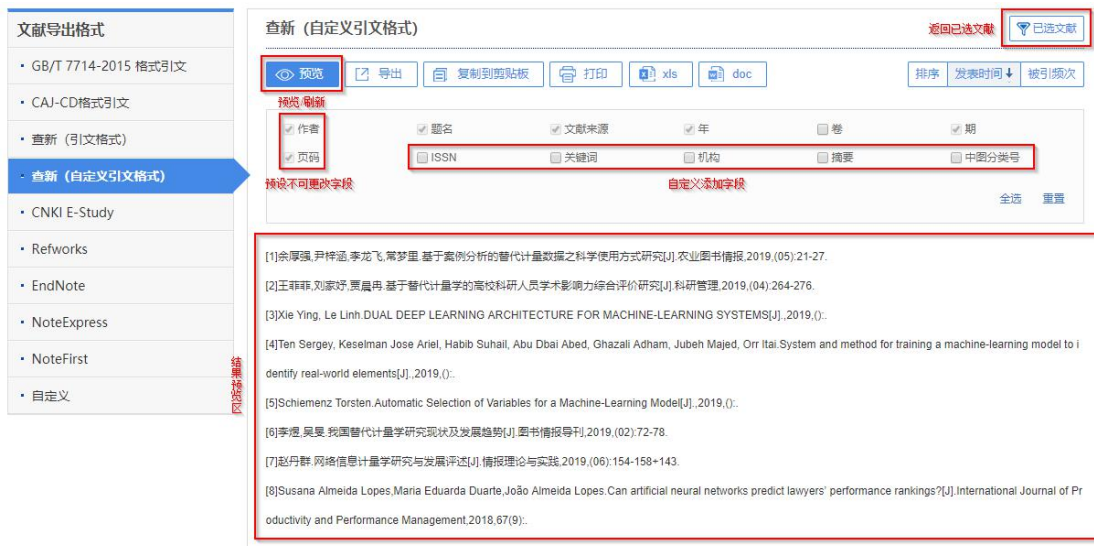 文献导出格式
GB/T 7714-2015 格式引文
CAJ-CD格式引文
查新（引文格式）
查新（自定义引文格式）
CNKI E-Study
Refworks
EndNote
NoteExpress
NoteFirst
自定义
查新（自定义引文格式）
返回已选文献
已选文献
预览 导出 复制到剪贴板 打印 xls doc
排序 发表时间 被引频次
预览/刷新
作者 题名 文献来源 年 卷 期
页码 ISSN 关键词 机构 摘要 中图分类号
预设不可更改字段
自定义添加字段
全选 重置
结果预览区
[1]余厚强,尹梓涵,李龙飞,常梦里.基于案例分析的替代计量数据之科学使用方式研究[J].农业图书情报,2019,(05):21-27.
[2]王菲菲,刘家妤,贾晨冉.基于替代计量学的高校科研人员学术影响力综合评价研究[J].科研管理,2019,(04):264-276.
[3]Xie Ying, Le Linh.DUAL DEEP LEARNING ARCHITECTURE FOR MACHINE-LEARNING SYSTEMS[J].,2019,():.
[4]Ten Sergey, Keselman Jose Ariel, Habib Suhail, Abu Dbai Abed, Ghazali Adham, Jubeh Majed, Orr Itai.System and method for training a machine-learning model to i
dentify real-world elements[J].,2019,():.
[5]Schiemenz Torsten.Automatic Selection of Variables for a Machine-Learning Model[J].,2019,():.
[6]李煜,吴旻.我国替代计量学研究现状及发展趋势[J].图书情报导刊,2019,(02):72-78.
[7]赵丹群.网络信息计量学研究与发展评述[J].情报理论与实践,2019,(06):154-158+143.
[8]Susana Almeida Lopes,Maria Eduarda Duarte,João Almeida Lopes.Can artificial neural networks predict lawyers' performance rankings?[J].International Journal of Pr
oductivity and Performance Management,2018,67(9):.